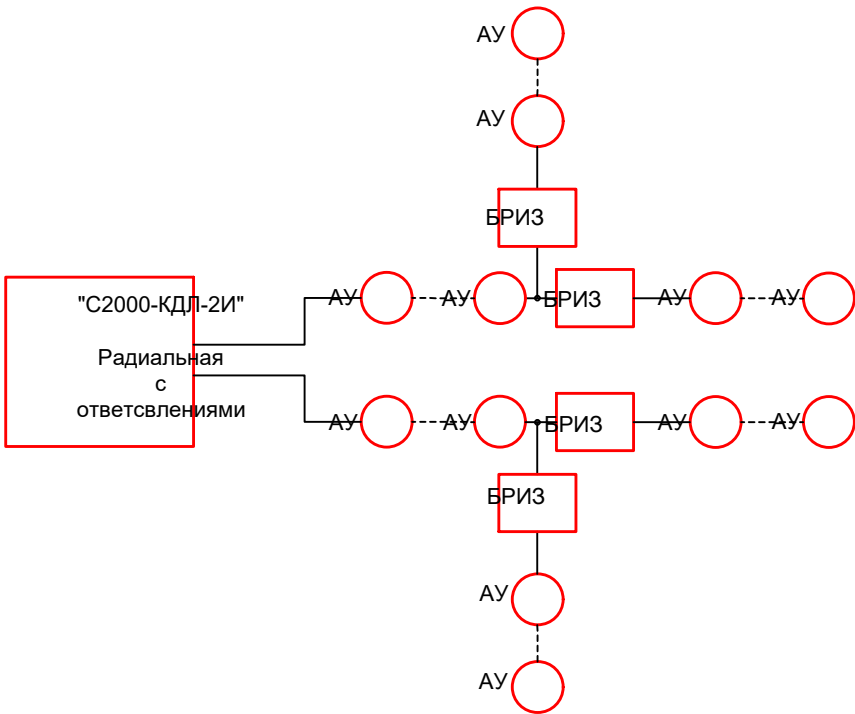 АУ
АУ
БРИЗ
"С2000-КДЛ-2И"
АУ
АУ
БРИЗ
АУ
АУ
Радиальная
с
ответсвлениями
АУ
АУ
БРИЗ
АУ
АУ
БРИЗ
АУ
АУ